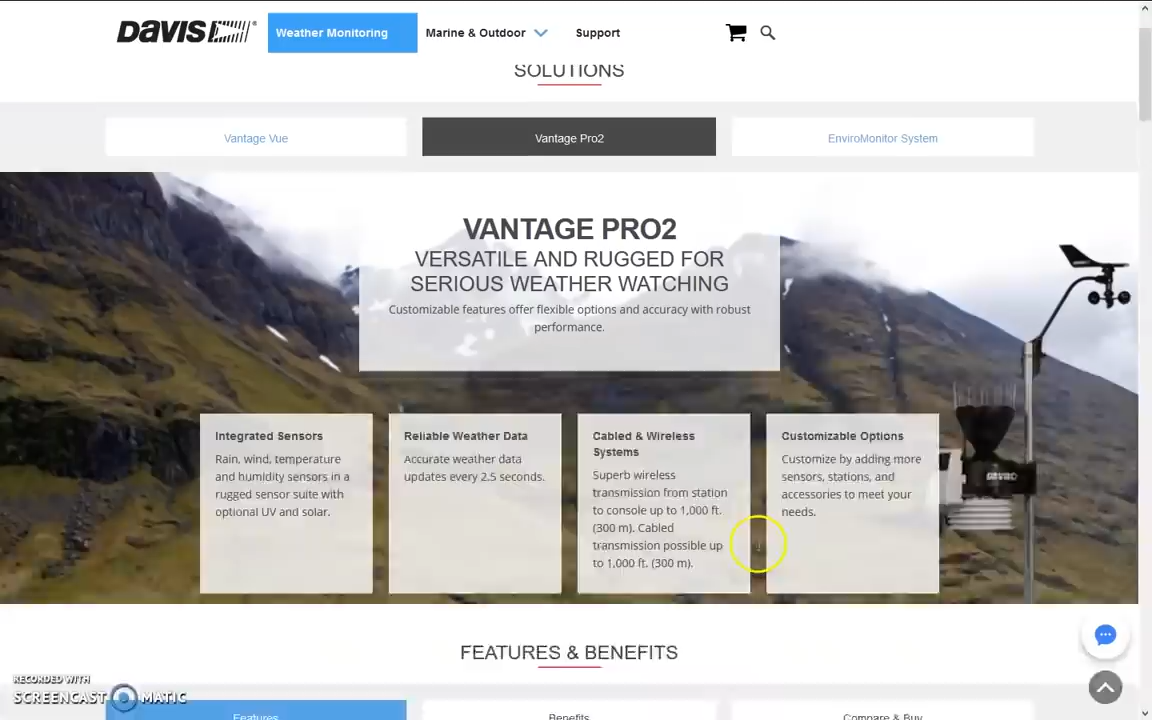 DAVIS
Weather Monitoring
Marine & Outdoor
Support
SOLUTIONS
Vantage Vue
Vantage Pro2
EnviroMonitor System
VANTAGE PRO2
VERSATILE AND RUGGED FOR
SERIOUS WEATHER WATCHING
Customizable features offer flexible options and accuracy with robust
performance.
Integrated Sensors
Rain, wind, temperature
and humidity sensors in a
rugged sensor suite with
optional UV and solar.
Reliable Weather Data
Accurate weather data
updates every 2.5 seconds.
Cabled & Wireless
Systems
Superb wireless
transmission from station
to console up to 1,000 ft.
(300 m). Cabled
transmission possible up
to 1,000 ft. (300 m).
Customizable Options
Customize by adding more
sensors, stations, and
accessories to meet your
needs.
DAVIS
FEATURES & BENEFITS
Features
Benefits
Compare & Buy
RECORDED WITH
SCREENCAST MATIC